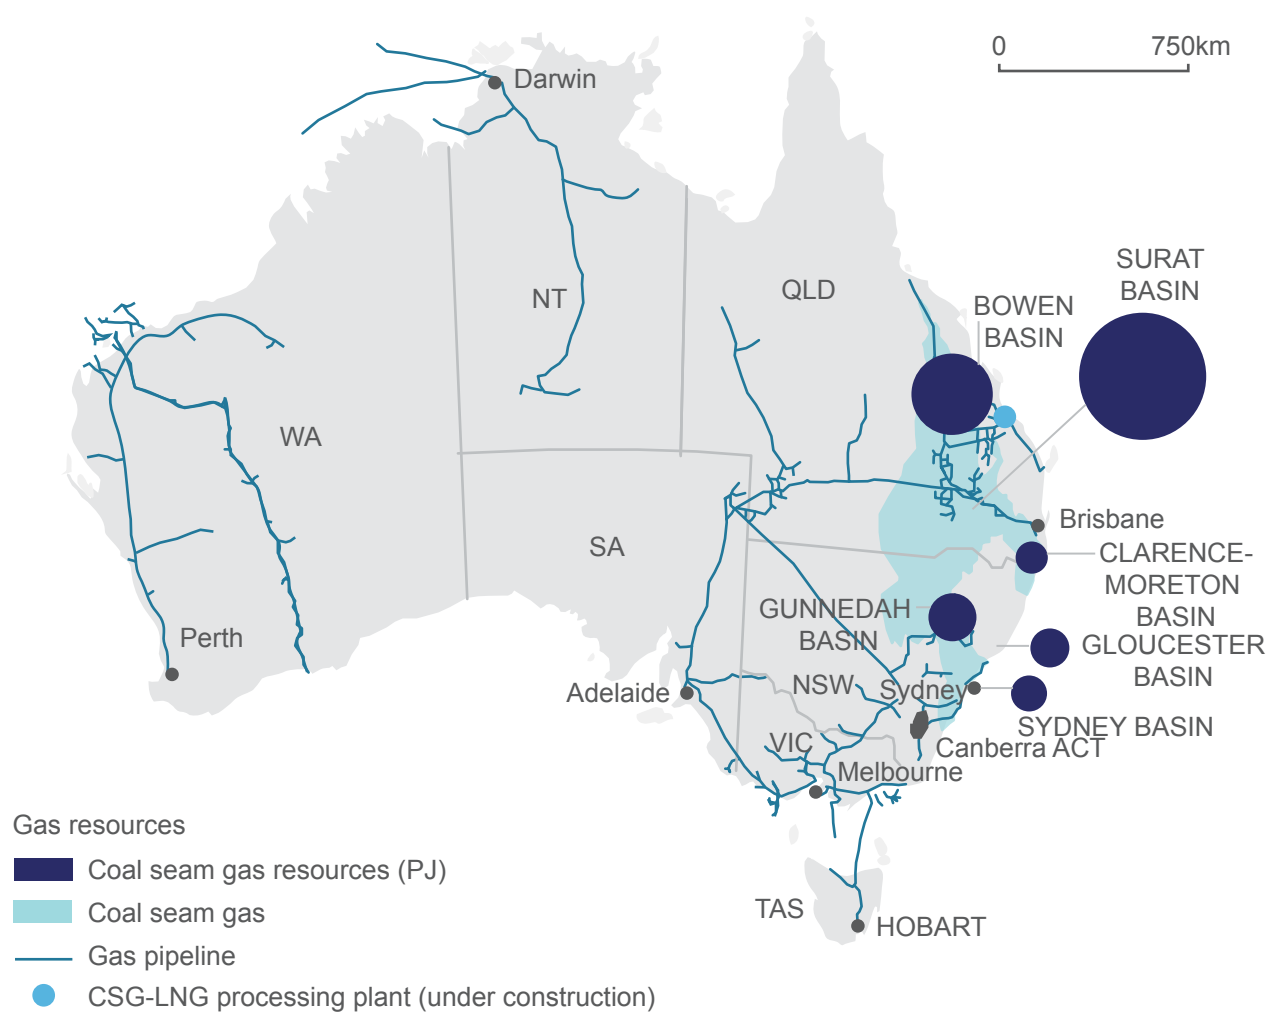 0 750km
Darwin
SURAT
BASIN
NT
QLD
BOWEN
BASIN
WA
Brisbane
SA
CLARENCE-
MORETON
BASIN
GUNNEDAH
BASIN
Perth
GLOUCESTER
BASIN
Adelaide
NSW
Sydney
SYDNEY BASIN
VIC
Canberra ACT
Melbourne
Gas resources
Coal seam gas resources (PJ)
Coal seam gas
TAS
HOBART
Gas pipeline
CSG-LNG processing plant (under construction)